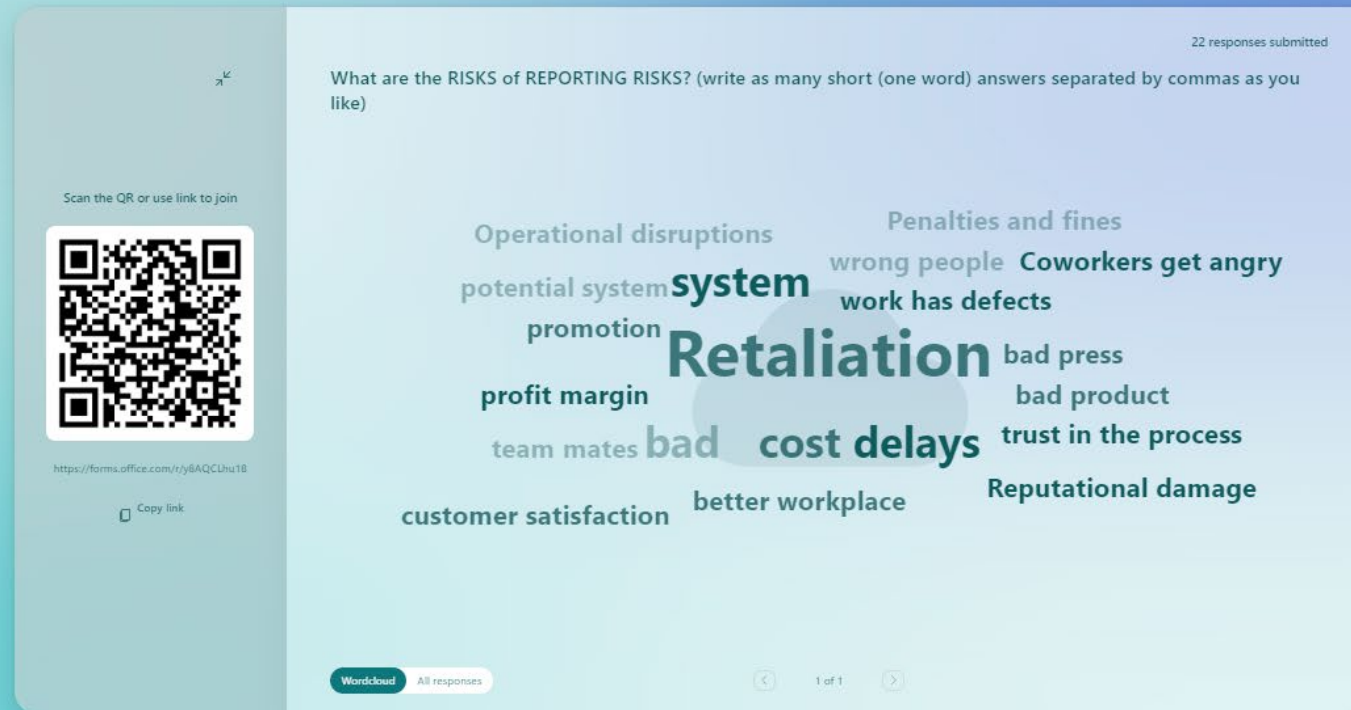 22 responses submitted
What are the RISKS of REPORTING RISKS? (write as many short (one word) answers separated by commas as you
like)
Scan the QR or use link to join
https://forms.office.com/r/y6AQCLhu18
Copy link
Operational disruptions
Penalties and fines
wrong people
Coworkers get angry
potential system
system
work has defects
promotion
Retaliation
bad press
profit margin
bad product
team mates
bad
cost
delays
trust in the process
Reputational damage
better workplace
customer satisfaction
Wordcloud
All responses
1 of 1